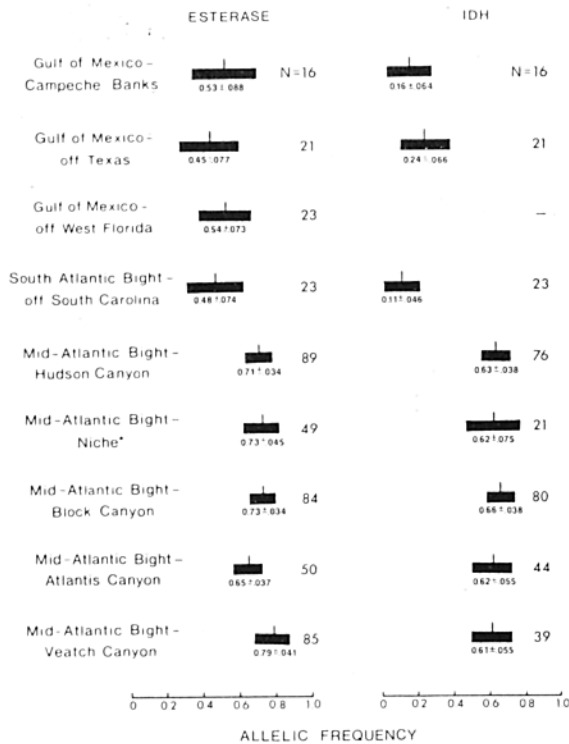 ESTERASE IDH
Gulf of Mexico-
Campeche Banks
N=16 N=16
0.53 ± .088 0.16 ± .064
Gulf of Mexico-
off Texas
21 21
0.45 ± .077 0.24 ± .066
Gulf of Mexico-
off West Florida
23 —
0.54 ± .073
South Atlantic Bight-
off South Carolina
23 23
0.48 ± .074 0.11 ± .046
Mid-Atlantic Bight-
Hudson Canyon
89 76
0.71 ± .034 0.63 ± .038
Mid-Atlantic Bight-
Niche*
49 21
0.73 ± .045 0.62 ± .075
Mid-Atlantic Bight-
Block Canyon
84 80
0.73 ± .034 0.66 ± .038
Mid-Atlantic Bight-
Atlantis Canyon
50 44
0.65 ± .037 0.62 ± .055
Mid-Atlantic Bight-
Veatch Canyon
85 39
0.79 ± .041 0.61 ± .055
0 0.2 0.4 0.6 0.8 1.0 0 0.2 0.4 0.6 0.8 1.0
ALLELIC FREQUENCY